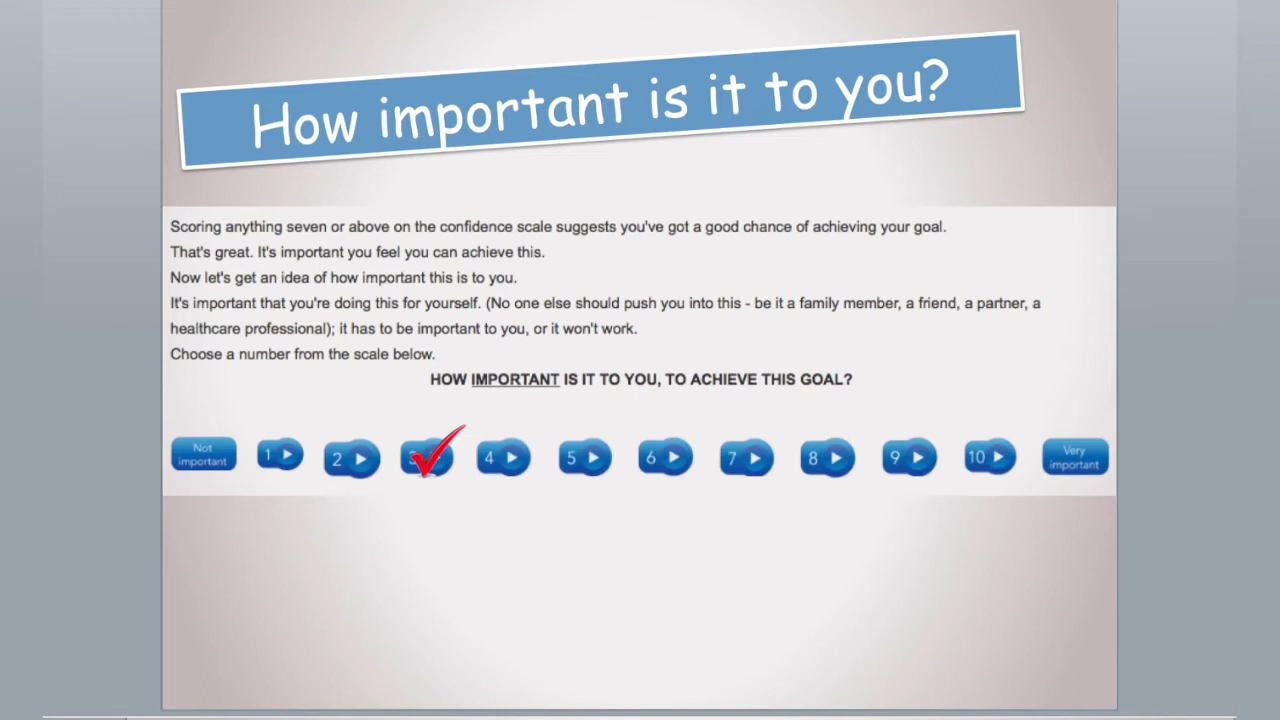 How important is it to you?
Scoring anything seven or above on the confidence scale suggests you've got a good chance of achieving your goal.
That's great. It's important you feel you can achieve this.
Now let's get an idea of how important this is to you.
It's important that you're doing this for yourself. (No one else should push you into this - be it a family member, a friend, a partner, a
healthcare professional); it has to be important to you, or it won't work.
Choose a number from the scale below.
HOW IMPORTANT IS IT TO YOU, TO ACHIEVE THIS GOAL?
Not important 1 2 3 4 5 6 7 8 9 10 Very important